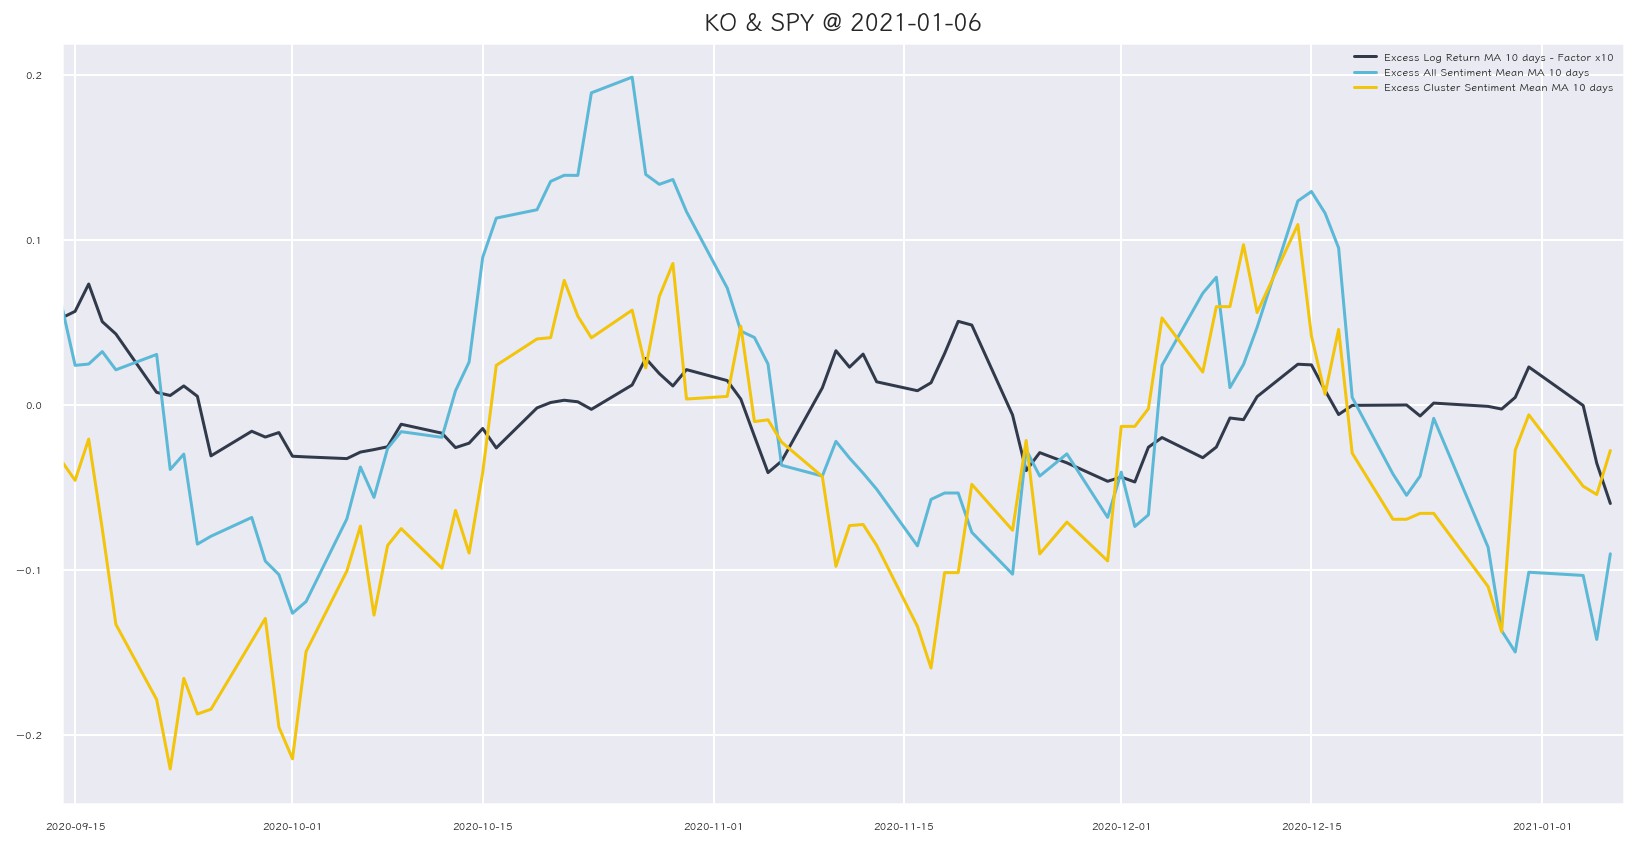 KO & SPY @ 2021-01-06
Excess Log Return MA 10 days - Factor x10
Excess All Sentiment Mean MA 10 days
Excess Cluster Sentiment Mean MA 10 days
0.2
0.1
0.0
−0.1
−0.2
2020-09-15 2020-10-01 2020-10-15 2020-11-01 2020-11-15 2020-12-01 2020-12-15 2021-01-01